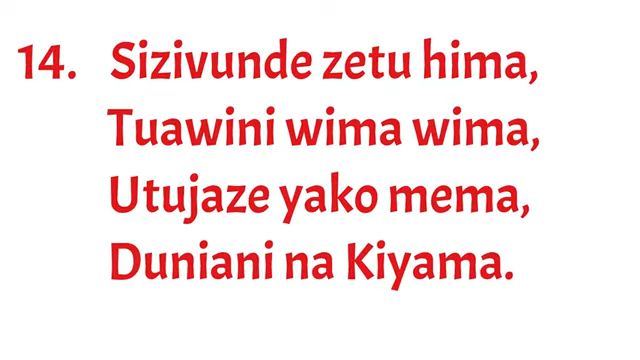 14. Sizivunde zetu hima,
Tuawini wima wima,
Utujaze yako mema,
Duniani na Kiyama.